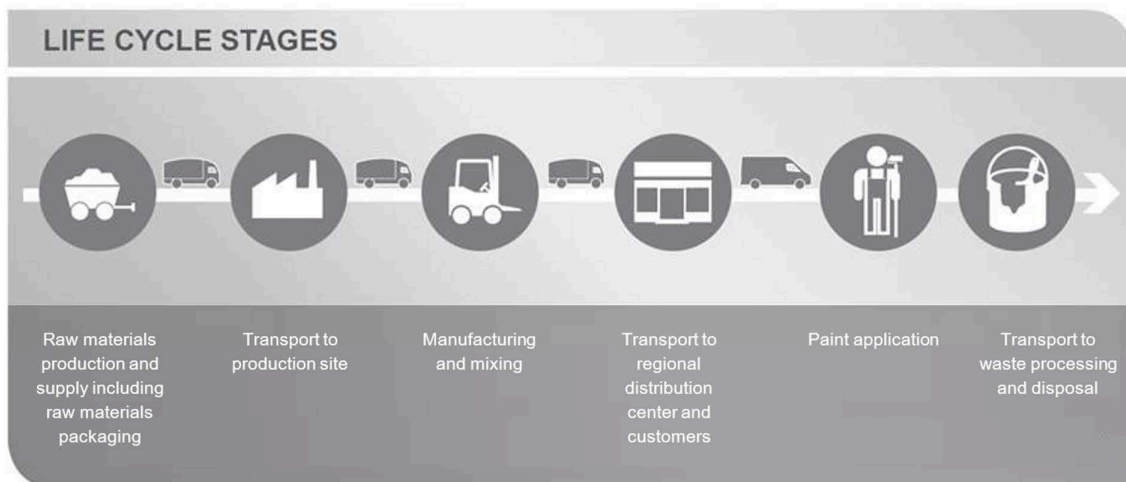 LIFE CYCLE STAGES
Raw materials
production and
supply including
raw materials
packaging
Transport to
production site
Manufacturing
and mixing
Transport to
regional
distribution
center and
customers
Paint application
Transport to
waste processing
and disposal